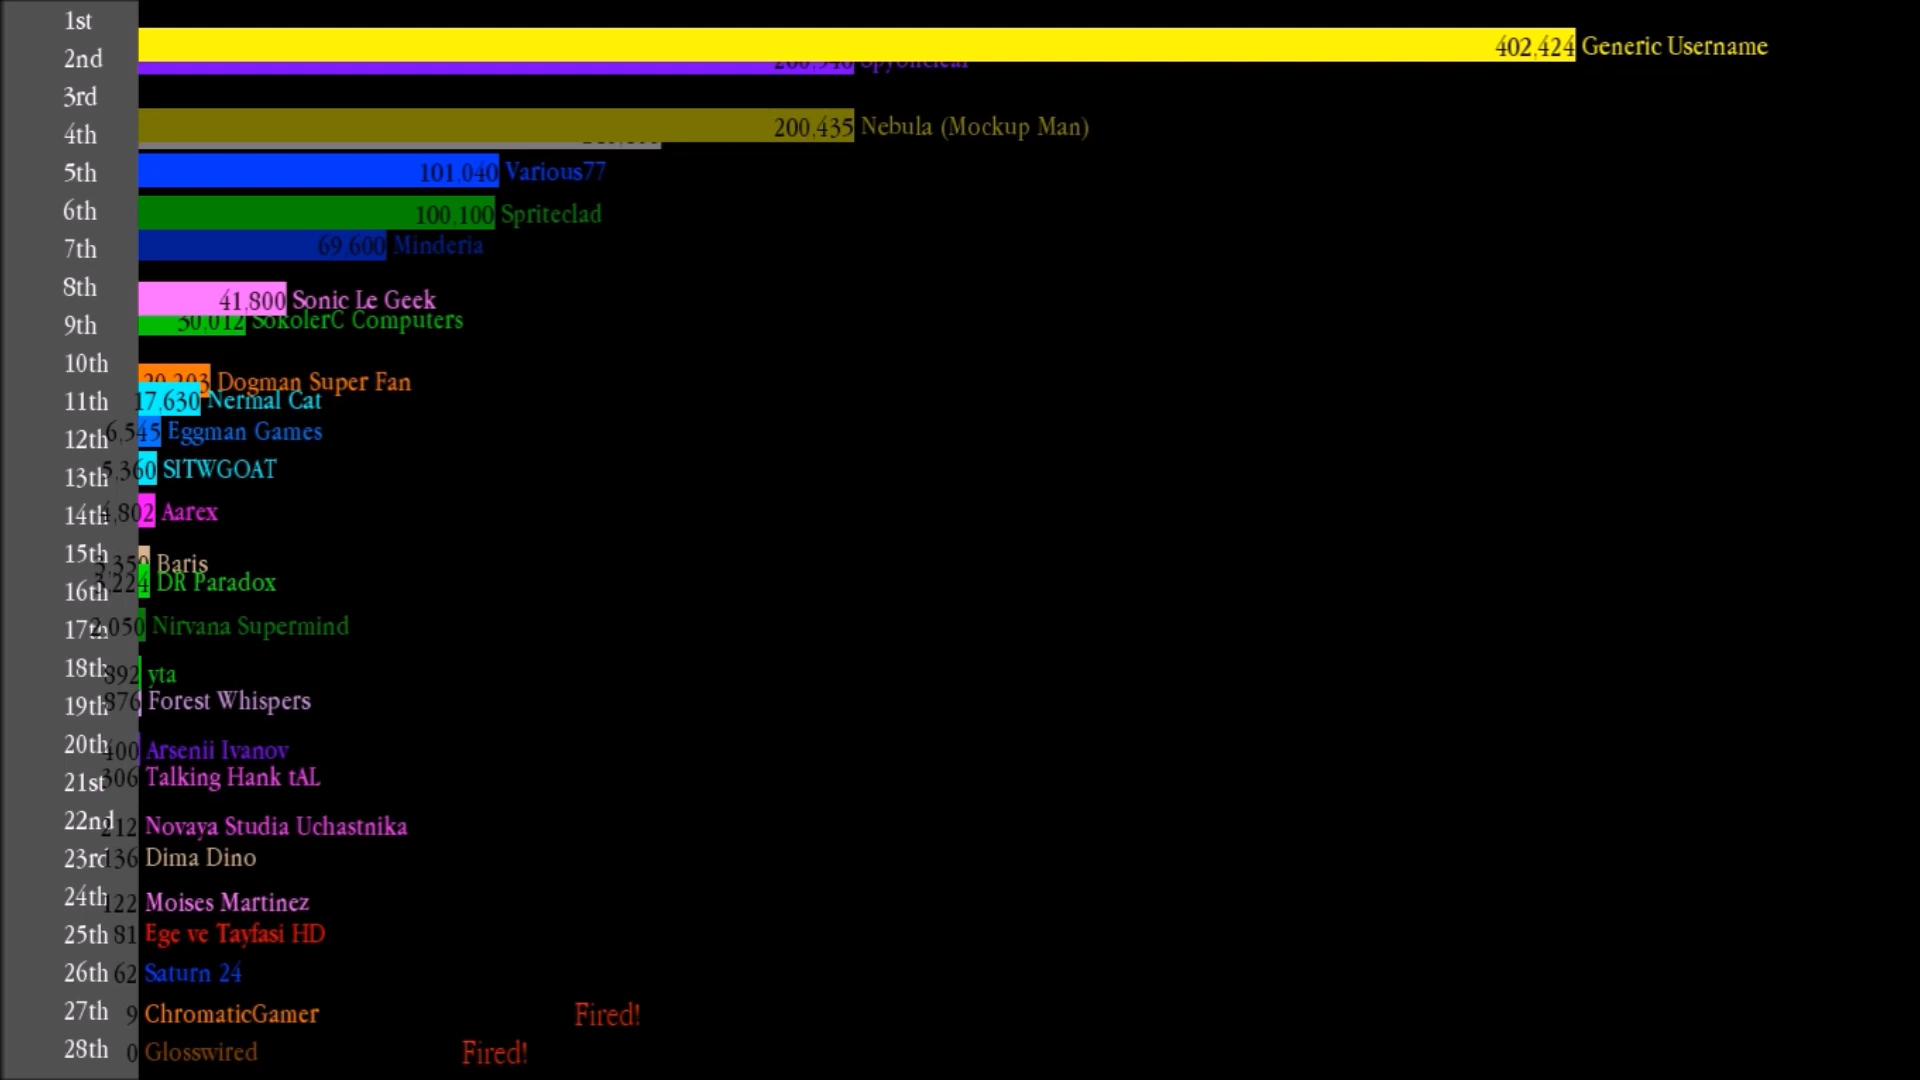 1st
402,424 Generic Username
2nd
3rd
200,435 Nebula (Mockup Man)
4th
5th 101,040 Various77
6th 100,100 Spriteclad
7th 69,600 Minderia
8th 41,800 Sonic Le Geek
9th 30,012 SokolerC Computers
10th
Dogman Super Fan
11th 17,630 Nermal Cat
12th 6,545 Eggman Games
13th 5,360 SITWGOAT
14th 4,802 Aarex
15th Baris
16th 3,224 DR Paradox
17th 2,050 Nirvana Supermind
18th 892 yta
19th 876 Forest Whispers
20th 400 Arsenii Ivanov
21st 306 Talking Hank tAL
22nd 212 Novaya Studia Uchastnika
23rd 136 Dima Dino
24th 122 Moises Martinez
25th 81 Ege ve Tayfasi HD
26th 62 Saturn 24
27th 9 ChromaticGamer Fired!
28th 0 Glosswired Fired!